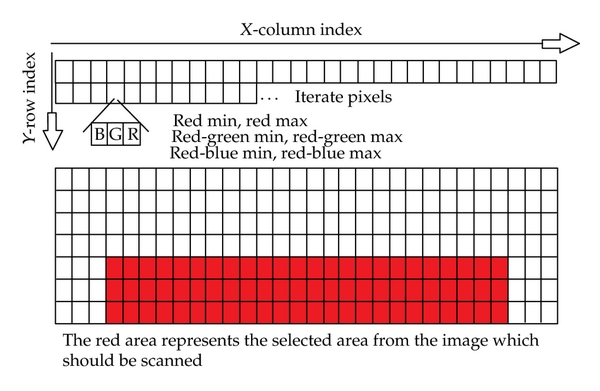 X-column index
Y-row index
... Iterate pixels
B G R
Red min, red max
Red-green min, red-green max
Red-blue min, red-blue max
The red area represents the selected area from the image which
should be scanned